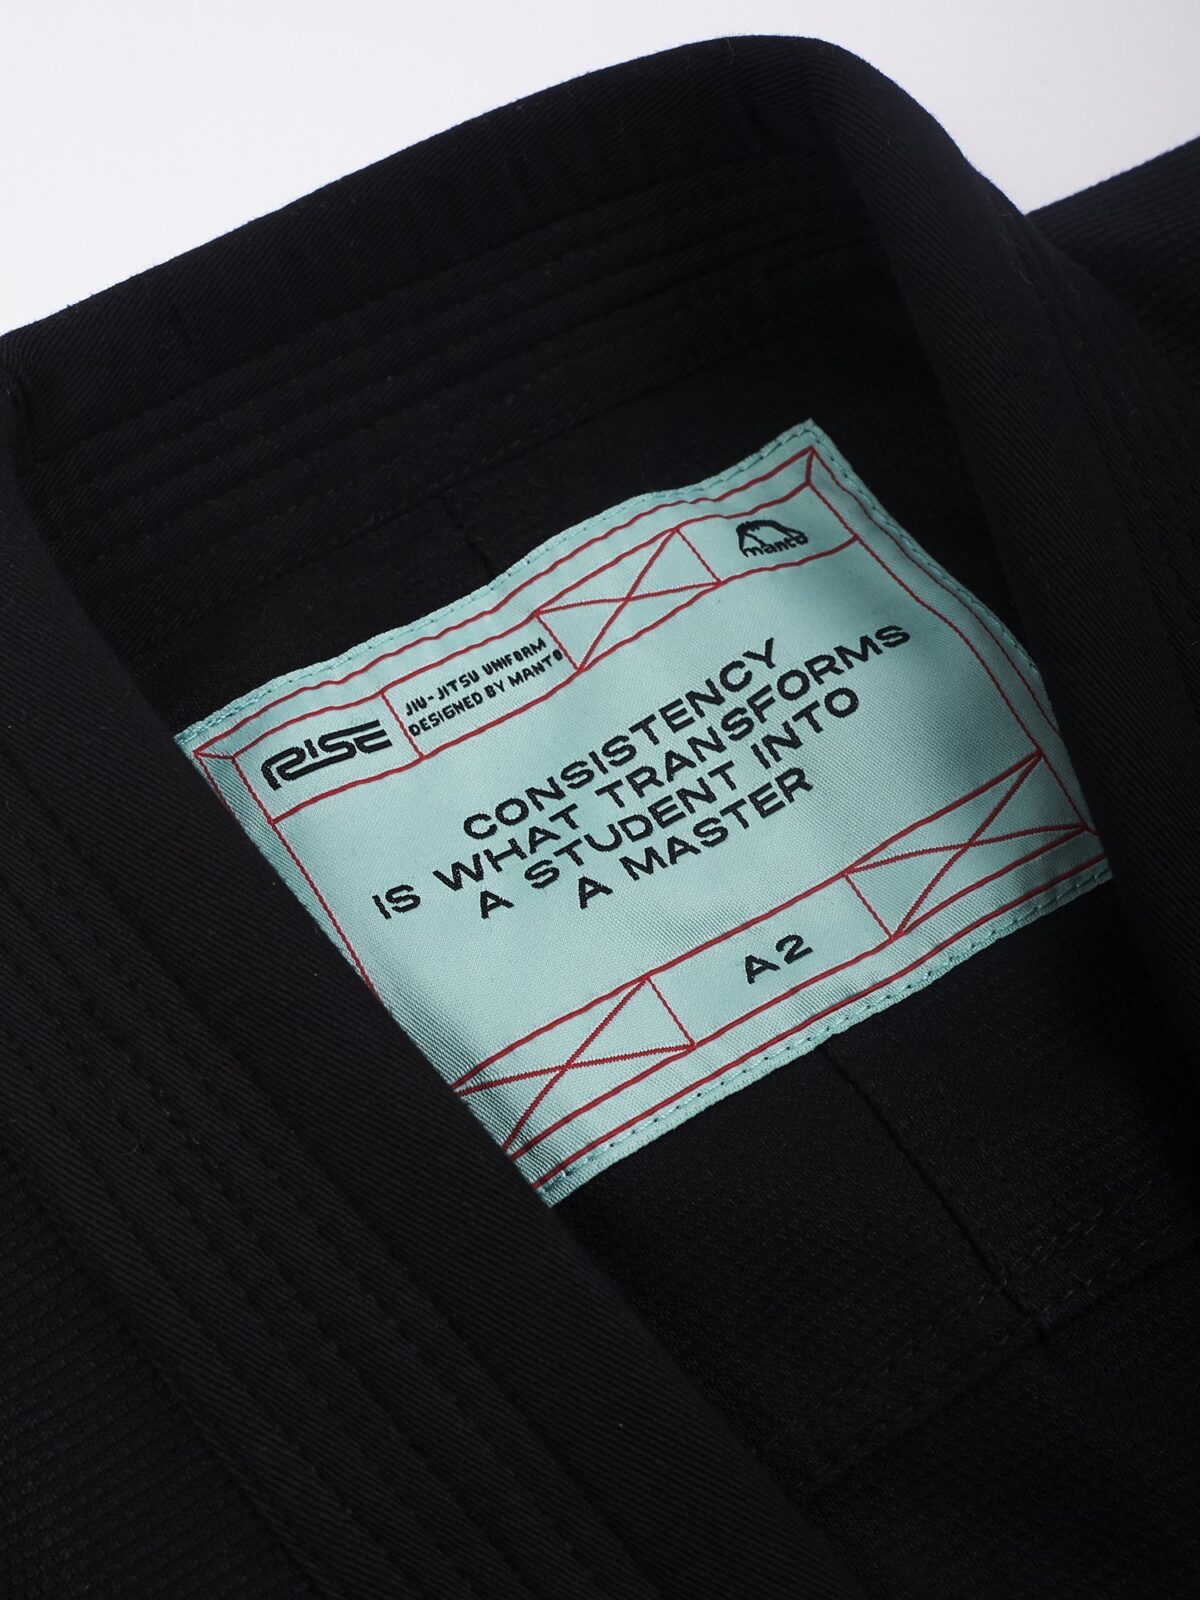 RISE
JIU-JITSU UNIFORM
DESIGNED BY MANTO
manto
CONSISTENCY
IS WHAT TRANSFORMS
A STUDENT INTO
A MASTER
A2